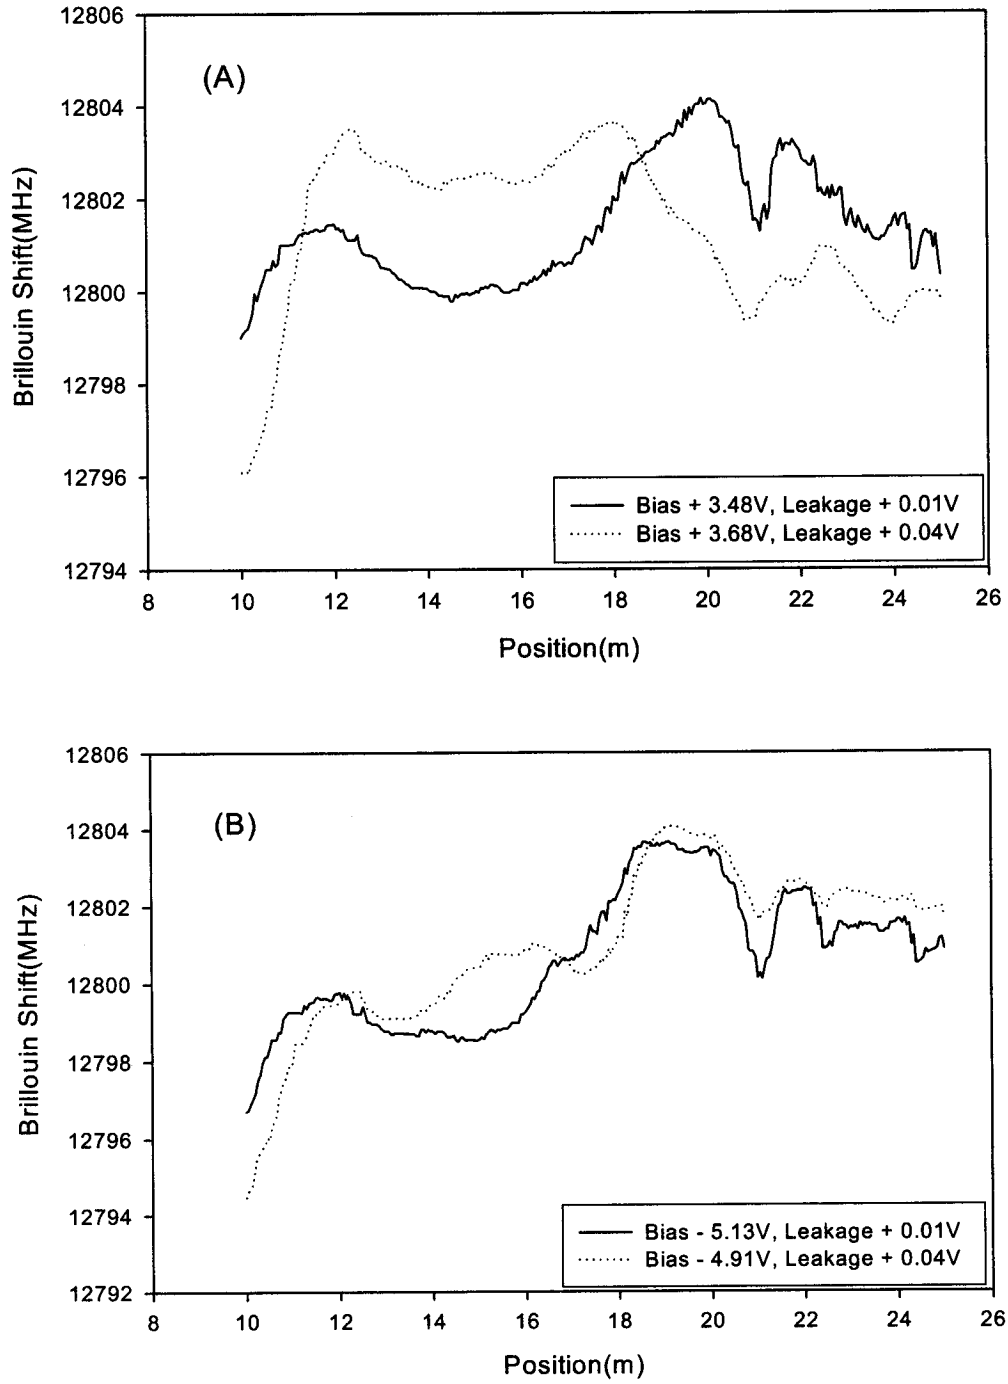 12806
(A)
12804
12802
12800
12798
12796
12794
Brillouin Shift(MHz)
Bias + 3.48V, Leakage + 0.01V
Bias + 3.68V, Leakage + 0.04V
8 10 12 14 16 18 20 22 24 26
Position(m)
12806
(B)
12804
12802
12800
12798
12796
12794
12792
Brillouin Shift(MHz)
Bias - 5.13V, Leakage + 0.01V
Bias - 4.91V, Leakage + 0.04V
8 10 12 14 16 18 20 22 24 26
Position(m)